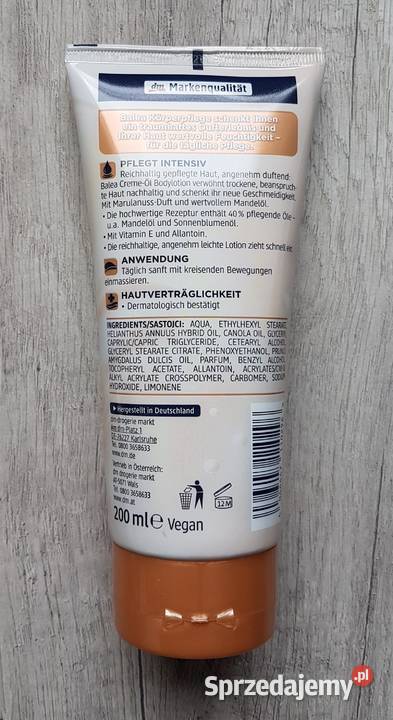 dm Markenqualität
Balea Körperpflege schenkt Ihnen
ein traumhaftes Dufterlebnis und
Ihrer Haut wertvolle Feuchtigkeit –
für die tägliche Pflege.
PFLEGT INTENSIV
Reichhaltig gepflegte Haut, angenehm duftend:
Balea Creme-Öl Bodylotion verwöhnt trockene, beanspruch-
te Haut nachhaltig und schenkt ihr neue Geschmeidigkeit.
Mit Marulanuss-Duft und wertvollem Mandelöl.
• Die hochwertige Rezeptur enthält 40 % pflegende Öle –
u.a. Mandelöl und Sonnenblumenöl.
• Mit Vitamin E und Allantoin.
• Die reichhaltige, angenehm leichte Lotion zieht schnell ein.
ANWENDUNG
Täglich sanft mit kreisenden Bewegungen
einmassieren.
HAUTVERTRÄGLICHKEIT
• Dermatologisch bestätigt
INGREDIENTS/SASTOJCI: AQUA, ETHYLHEXYL STEARATE,
HELIANTHUS ANNUUS HYBRID OIL, CANOLA OIL, GLYCERIN,
CAPRYLIC/CAPRIC TRIGLYCERIDE, CETEARYL ALCOHOL,
GLYCERYL STEARATE CITRATE, PHENOXYETHANOL, PRUNUS
AMYGDALUS DULCIS OIL, PARFUM, BENZYL ALCOHOL,
TOCOPHERYL ACETATE, ALLANTOIN, ACRYLATES/C10-30
ALKYL ACRYLATE CROSSPOLYMER, CARBOMER, SODIUM
HYDROXIDE, LIMONENE
Hergestellt in Deutschland
dm-drogerie markt
Am dm-Platz 1
DE-76227 Karlsruhe
Tel. 0800 3658633
www.dm.de
Vertrieb in Österreich:
dm drogerie markt
AT-5071 Wals
Tel. 0800 3658633
www.dm.at
12 M
200 ml e Vegan
Sprzedajemy.pl